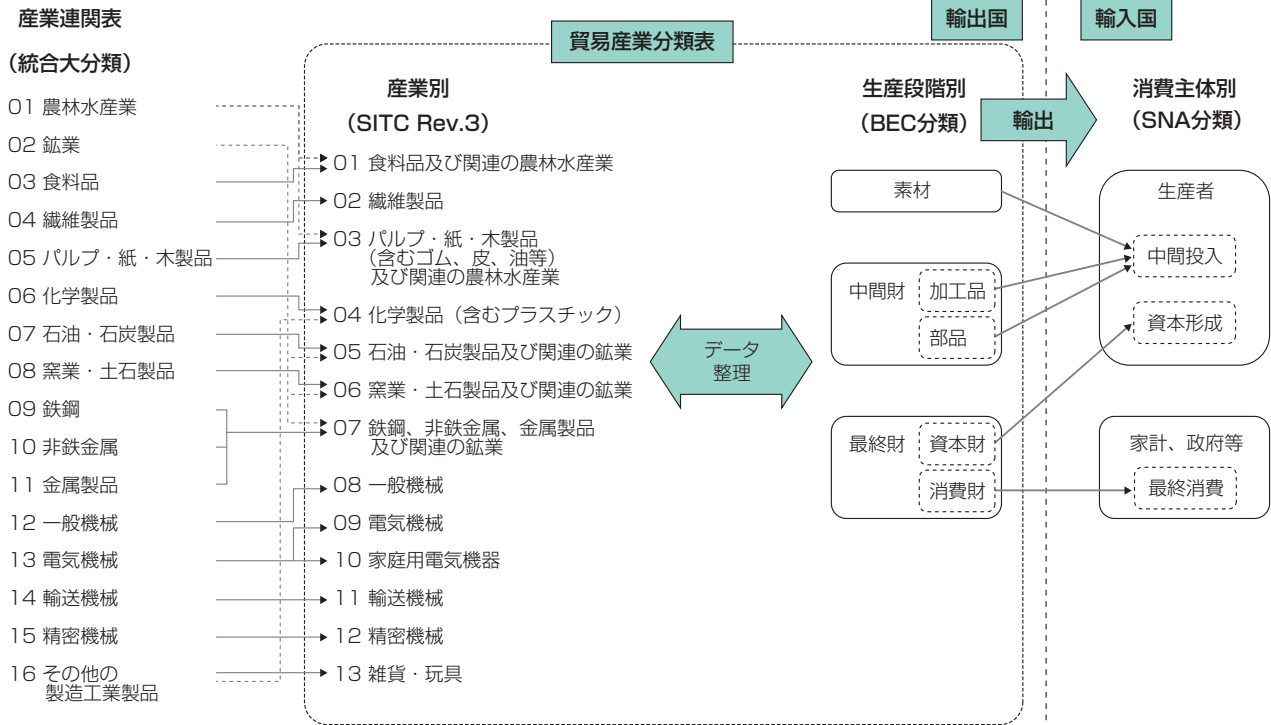 産業連関表
(統合大分類)
01 農林水産業
02 鉱業
03 食料品
04 繊維製品
05 パルプ・紙・木製品
06 化学製品
07 石油・石炭製品
08 窯業・土石製品
09 鉄鋼
10 非鉄金属
11 金属製品
12 一般機械
13 電気機械
14 輸送機械
15 精密機械
16 その他の
製造工業製品
貿易産業分類表
産業別
(SITC Rev.3)
01 食料品及び関連の農林水産業
02 繊維製品
03 パルプ・紙・木製品
(含むゴム、皮、油等)
及び関連の農林水産業
04 化学製品(含むプラスチック)
05 石油・石炭製品及び関連の鉱業
06 窯業・土石製品及び関連の鉱業
07 鉄鋼、非鉄金属、金属製品
及び関連の鉱業
08 一般機械
09 電気機械
10 家庭用電気機器
11 輸送機械
12 精密機械
13 雑貨・玩具
データ
整理
輸出国
生産段階別
(BEC分類)
素材
中間財
加工品
部品
最終財
資本財
消費財
輸出
輸入国
消費主体別
(SNA分類)
生産者
中間投入
資本形成
家計、政府等
最終消費